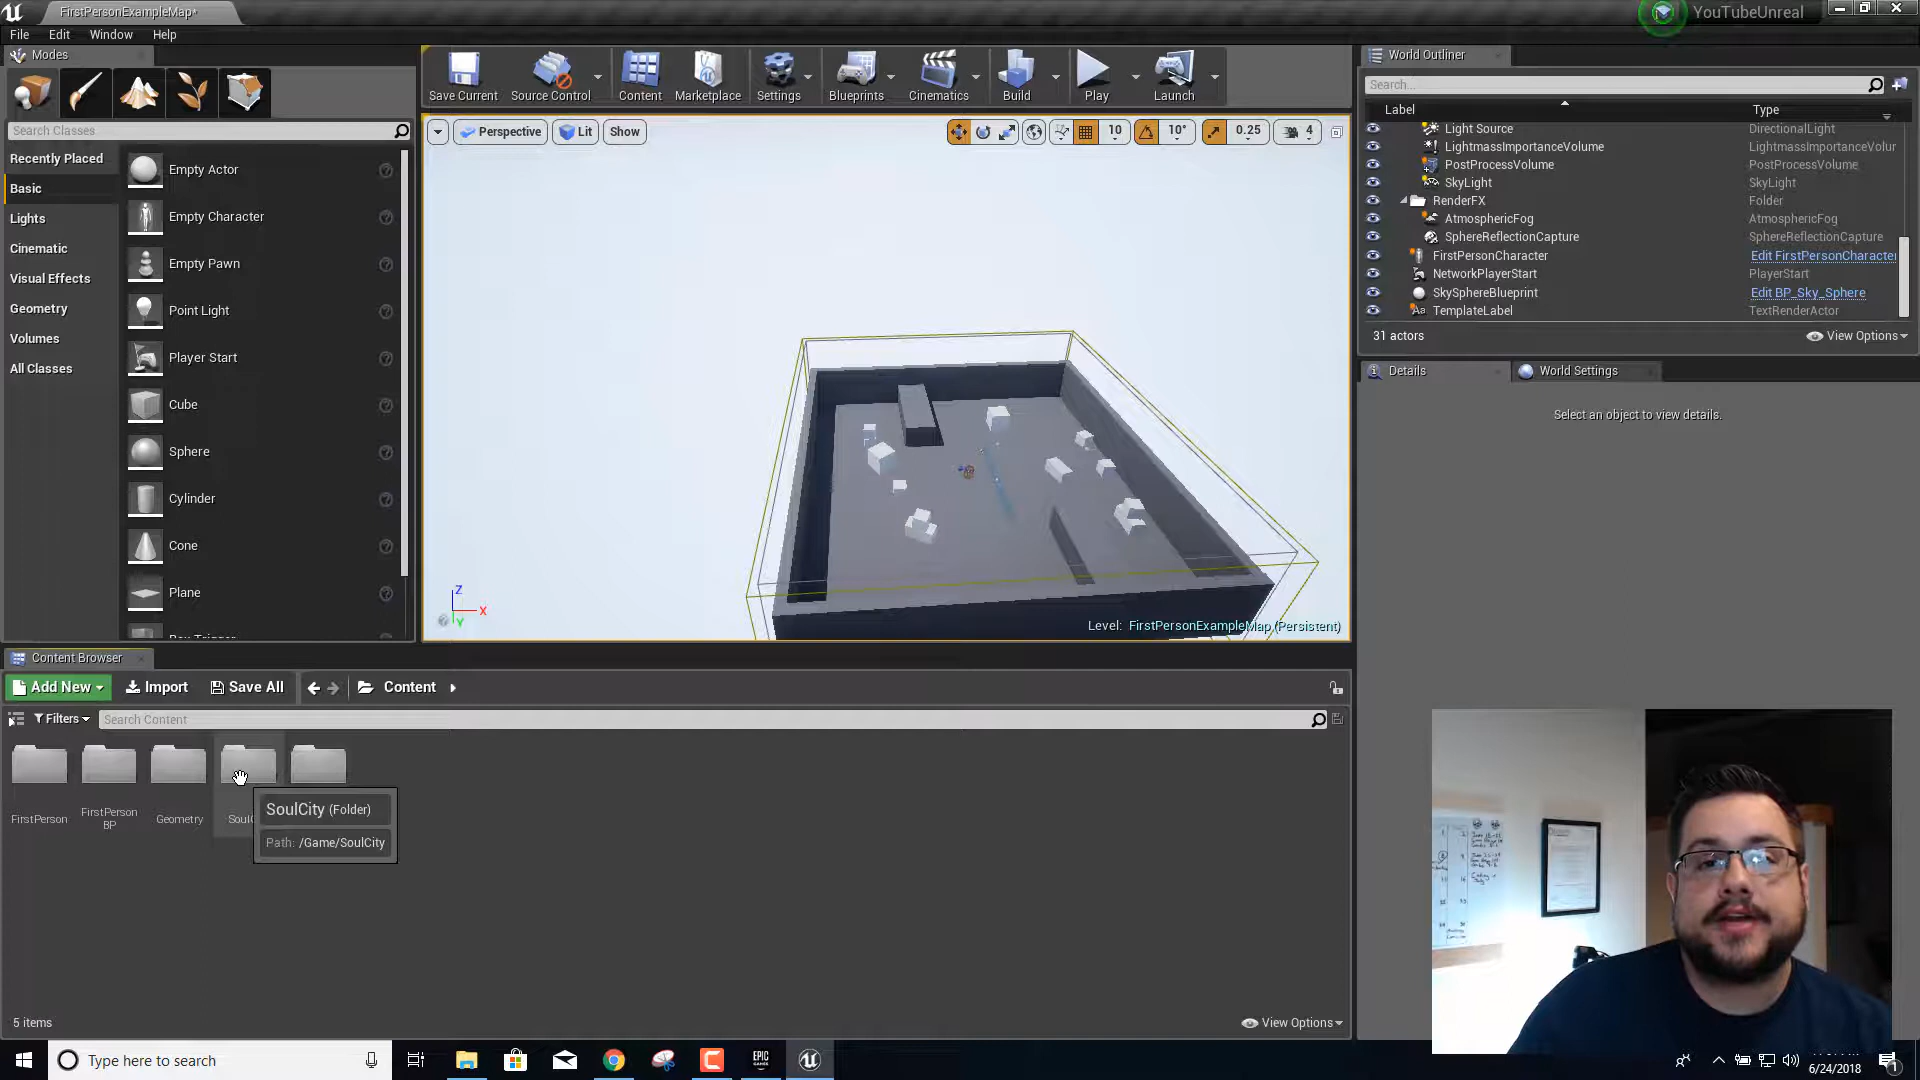 FirstPersonExampleMap*
YouTubeUnreal
File Edit Window Help
Modes
Search Classes
Recently Placed
Basic
Lights
Cinematic
Visual Effects
Geometry
Volumes
All Classes
Empty Actor
Empty Character
Empty Pawn
Point Light
Player Start
Cube
Sphere
Cylinder
Cone
Plane
Save Current
Source Control
Content
Marketplace
Settings
Blueprints
Cinematics
Build
Play
Launch
Perspective Lit Show
10 10° 0.25 4
Z
X
Y
Level: FirstPersonExampleMap (Persistent)
World Outliner
Search...
Label Type
Light Source DirectionalLight
LightmassImportanceVolume LightmassImportanceVolur
PostProcessVolume PostProcessVolume
SkyLight SkyLight
RenderFX Folder
AtmosphericFog AtmosphericFog
SphereReflectionCapture SphereReflectionCapture
FirstPersonCharacter Edit FirstPersonCharacter
NetworkPlayerStart PlayerStart
SkySphereBlueprint Edit BP_Sky_Sphere
TemplateLabel TextRenderActor
31 actors
View Options
Details
World Settings
Select an object to view details.
Content Browser
Add New Import Save All Content
Filters
Search Content
FirstPerson
FirstPerson
BP
Geometry
SoulCity (Folder)
Path: /Game/SoulCity
5 items
View Options
Type here to search
EPIC
GAMES
6/24/2018
1